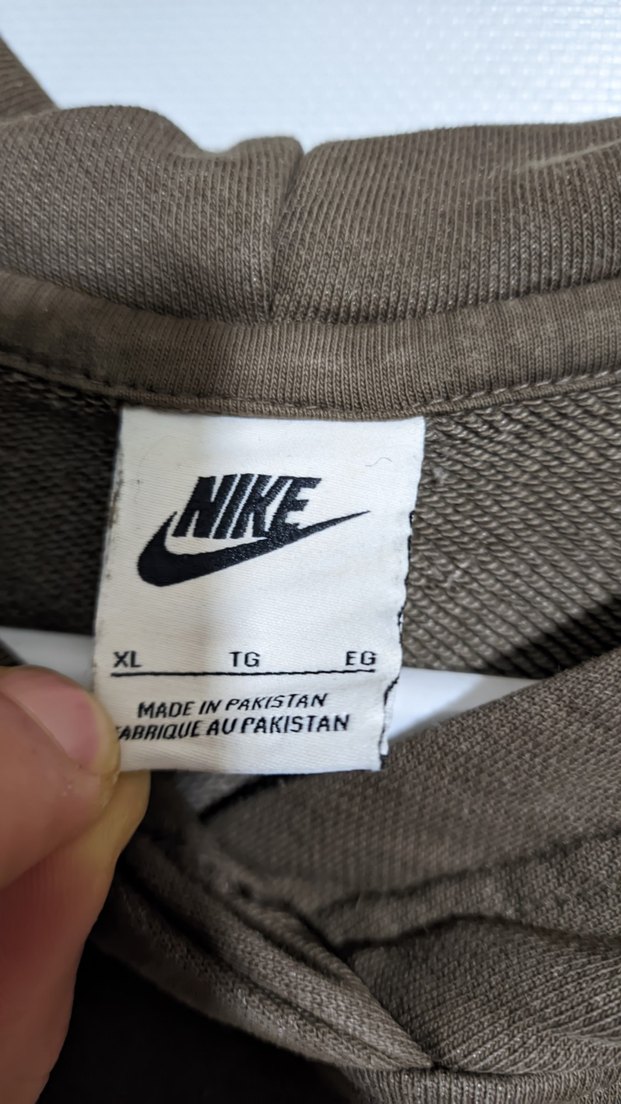 NIKE
XL TG EG
MADE IN PAKISTAN
FABRIQUE AU PAKISTAN